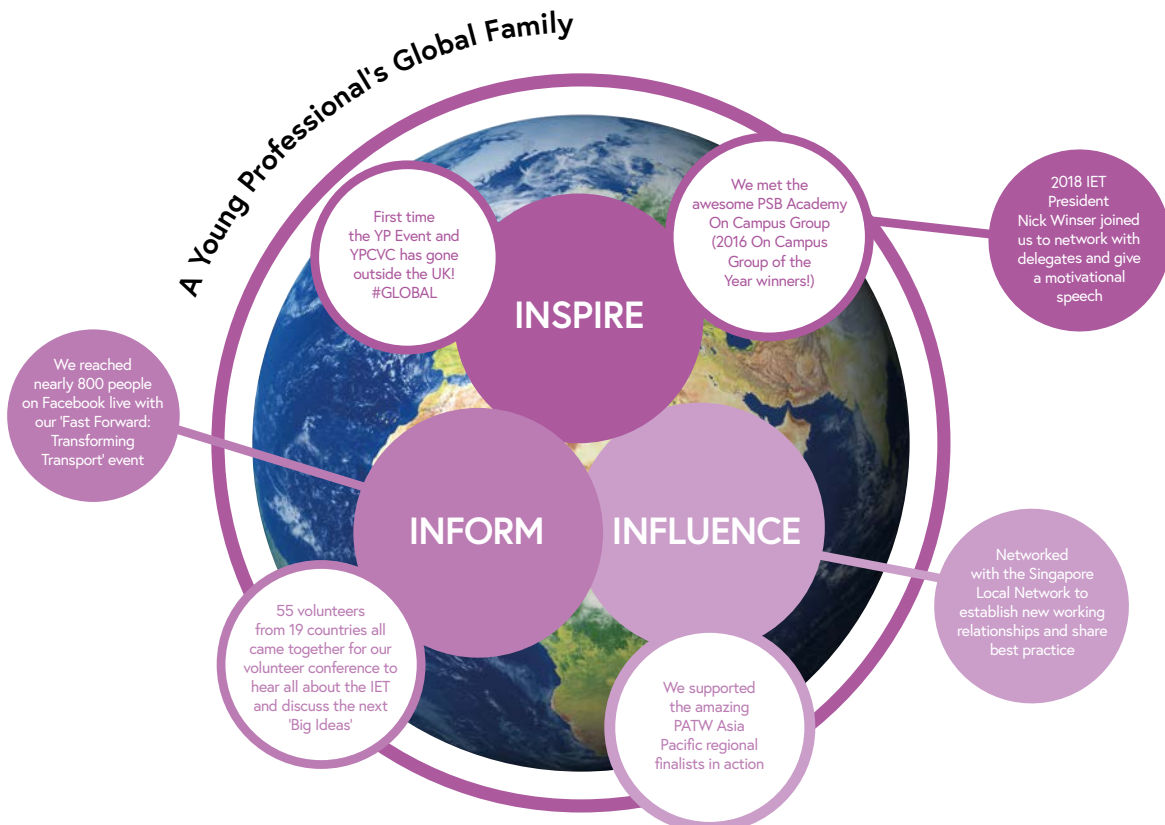 A Young Professional's Global Family
First time
the YP Event and
YPCVC has gone
outside the UK!
#GLOBAL
We met the
awesome PSB Academy
On Campus Group
(2016 On Campus
Group of the
Year winners!)
2018 IET
President
Nick Winser joined
us to network with
delegates and give
a motivational
speech
INSPIRE
We reached
nearly 800 people
on Facebook live with
our 'Fast Forward:
Transforming
Transport' event
INFORM
INFLUENCE
Networked
with the Singapore
Local Network to
establish new working
relationships and share
best practice
55 volunteers
from 19 countries all
came together for our
volunteer conference to
hear all about the IET
and discuss the next
'Big Ideas'
We supported
the amazing
PATW Asia
Pacific regional
finalists in action